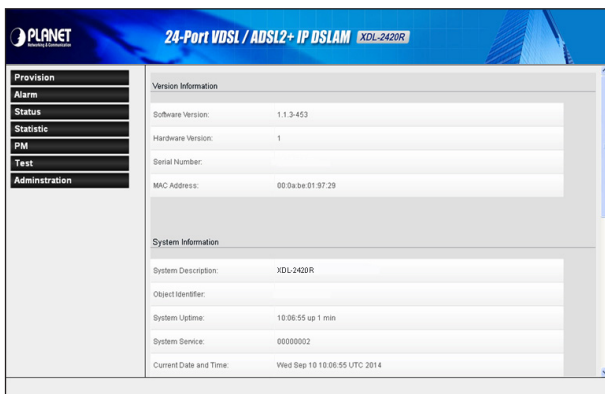 PLANET
Networking & Communication
24-Port VDSL / ADSL2+ IP DSLAM XDL-2420R
Provision
Alarm
Status
Statistic
PM
Test
Adminstration
Version Information
Software Version: 1.1.3-453
Hardware Version: 1
Serial Number:
MAC Address: 00:0a:be:01:97:29
System Information
System Description: XDL-2420R
Object Identifier:
System Uptime: 10:06:55 up 1 min
System Service: 00000002
Current Date and Time: Wed Sep 10 10:06:55 UTC 2014